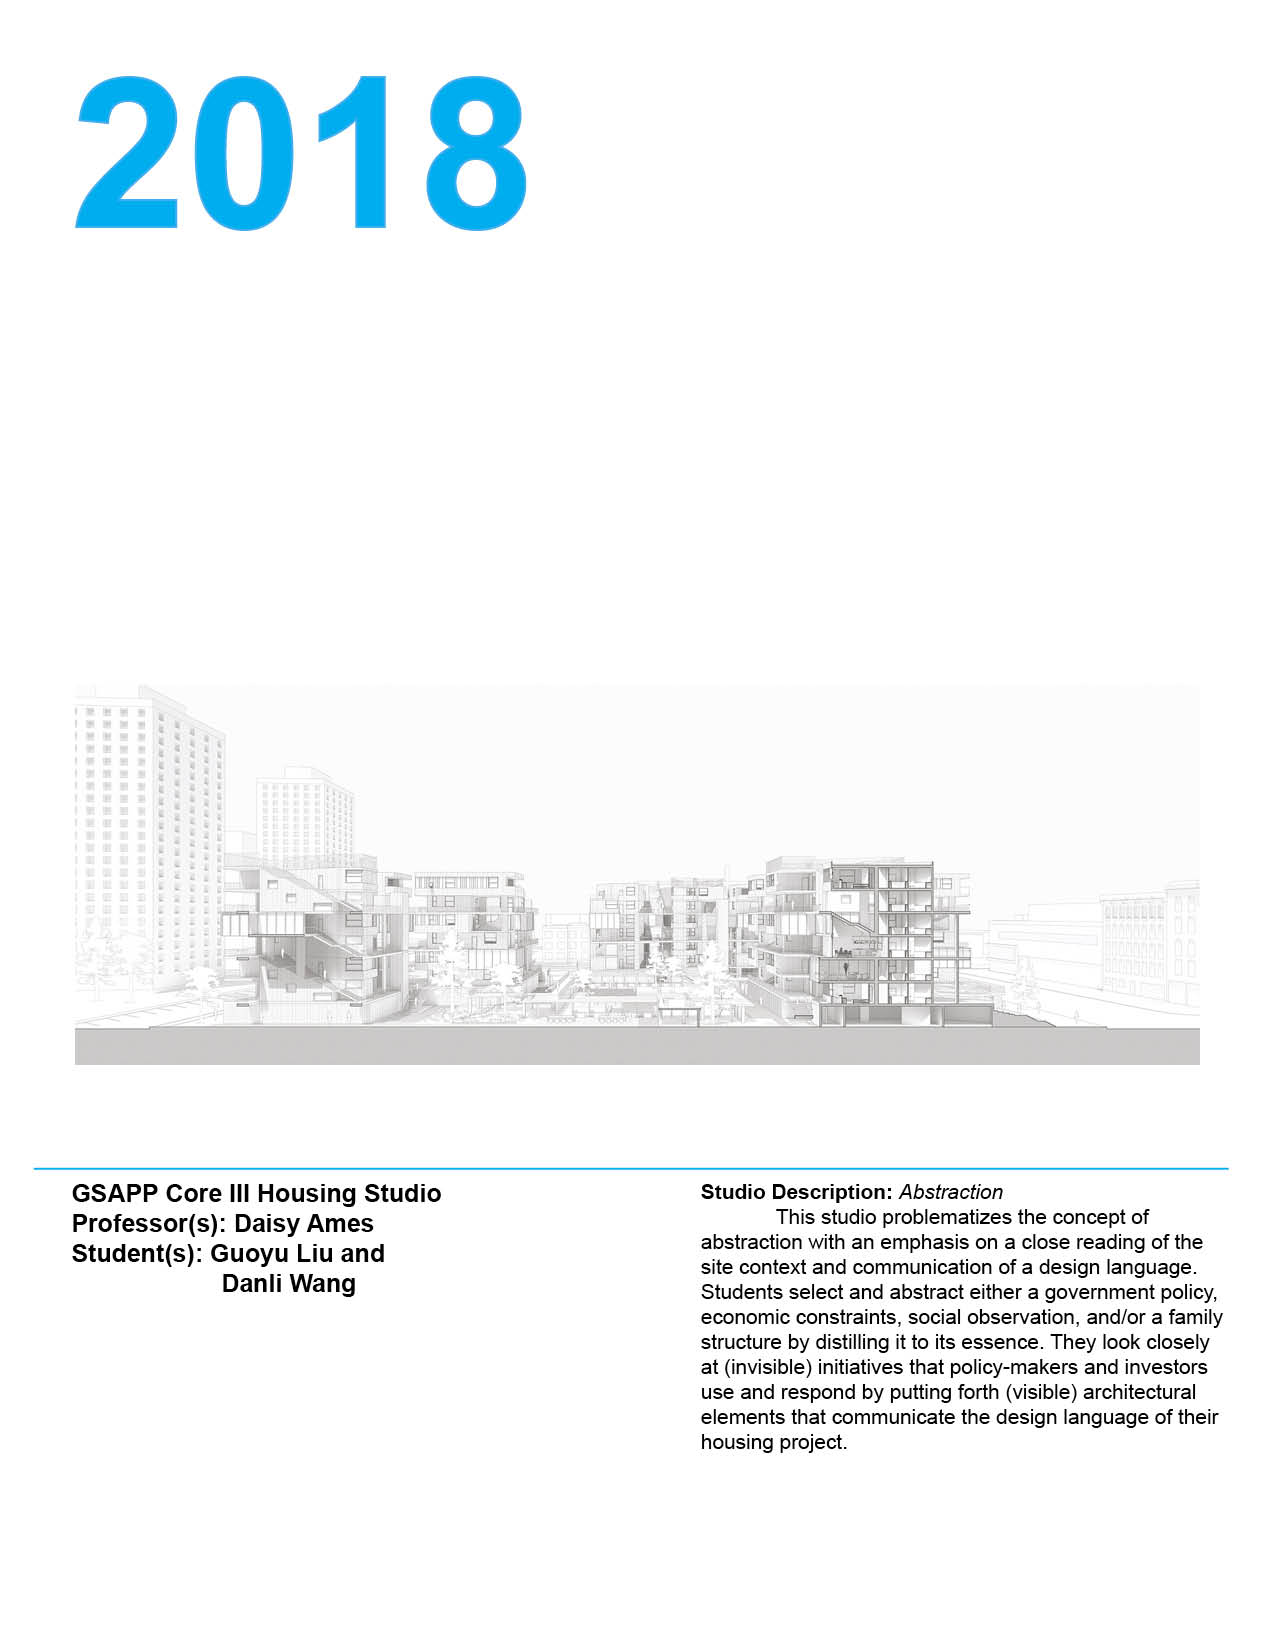 2018
GSAPP Core III Housing Studio
Professor(s): Daisy Ames
Student(s): Guoyu Liu and
Danli Wang
Studio Description: Abstraction
This studio problematizes the concept of
abstraction with an emphasis on a close reading of the
site context and communication of a design language.
Students select and abstract either a government policy,
economic constraints, social observation, and/or a family
structure by distilling it to its essence. They look closely
at (invisible) initiatives that policy-makers and investors
use and respond by putting forth (visible) architectural
elements that communicate the design language of their
housing project.